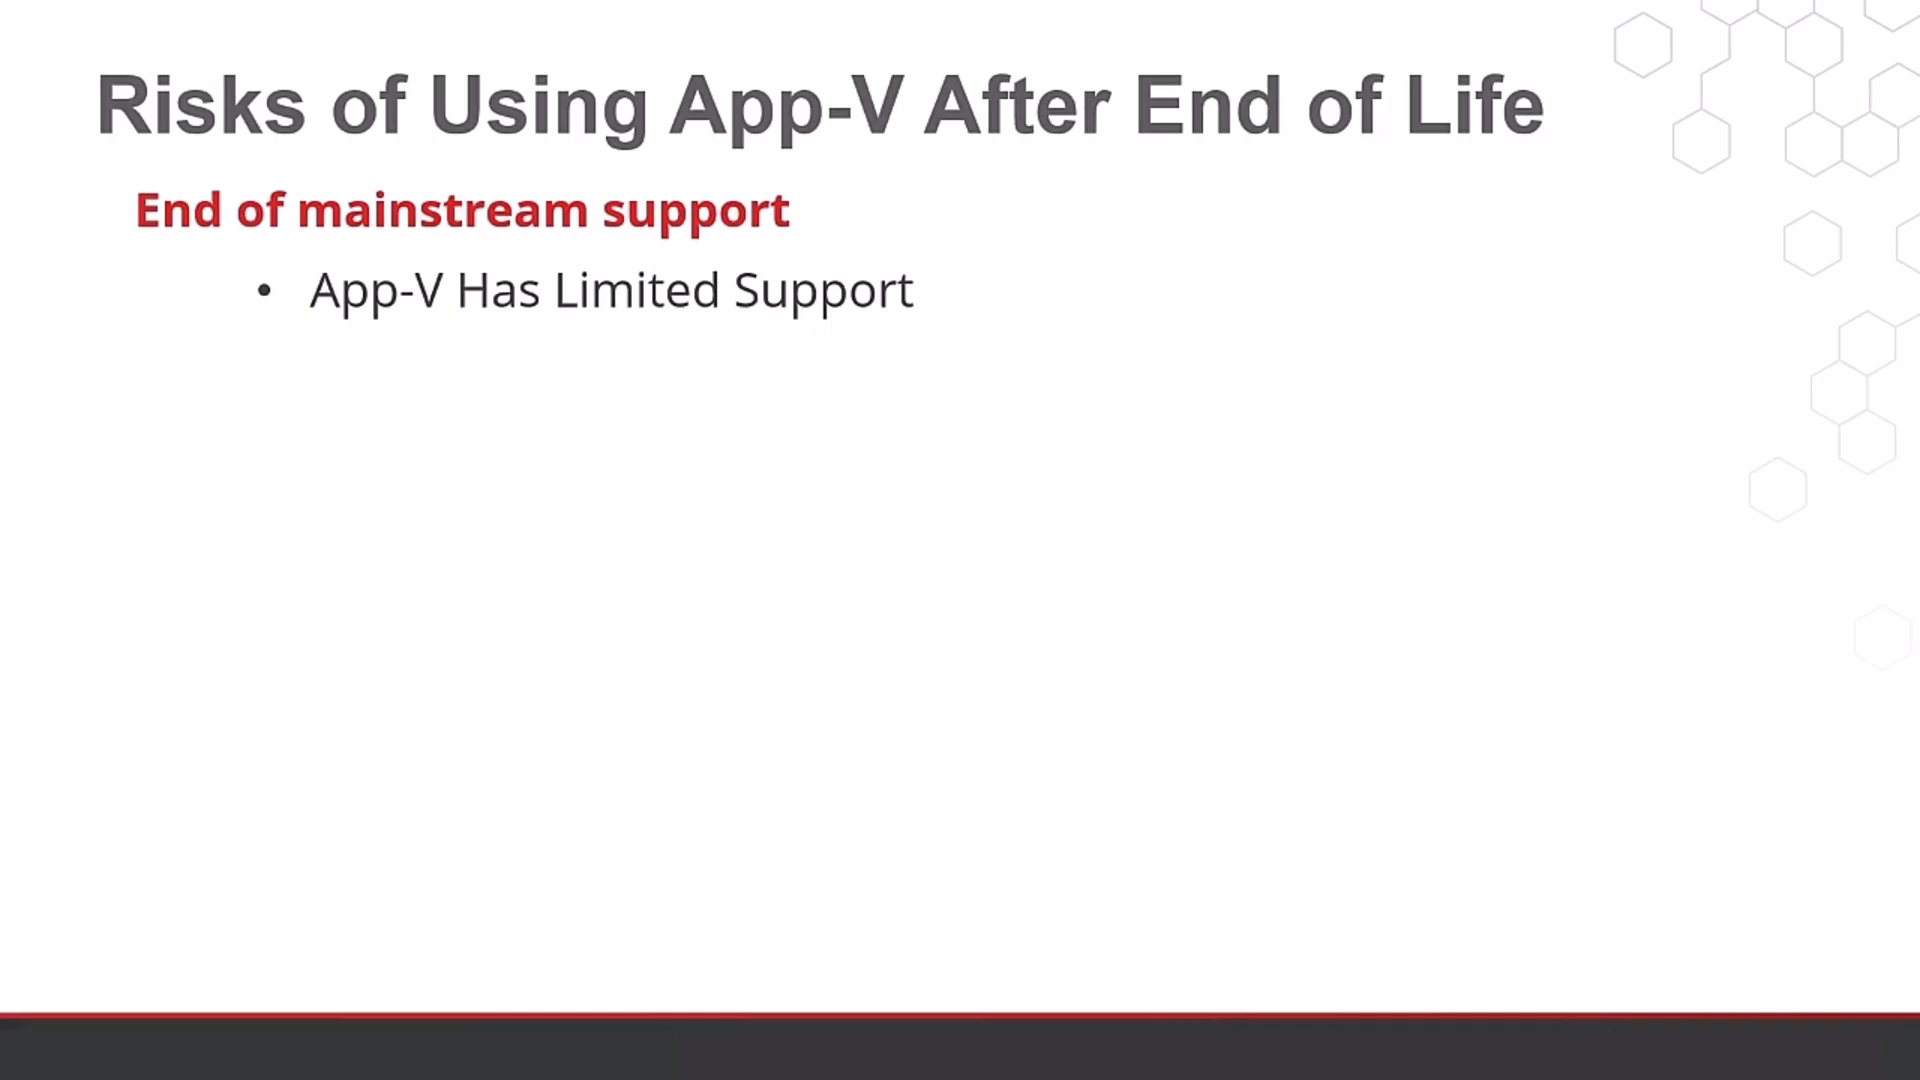 Risks of Using App-V After End of Life
End of mainstream support
• App-V Has Limited Support